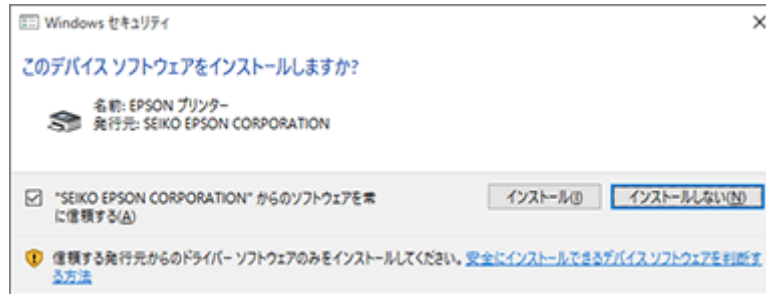 Windows セキュリティ
このデバイス ソフトウェアをインストールしますか?
名前: EPSON プリンター
発行元: SEIKO EPSON CORPORATION
"SEIKO EPSON CORPORATION" からのソフトウェアを常
に信頼する(A)
インストール(I)
インストールしない(N)
信頼する発行元からのドライバー ソフトウェアのみをインストールしてください。安全にインストールできるデバイス ソフトウェアを判断す
る方法